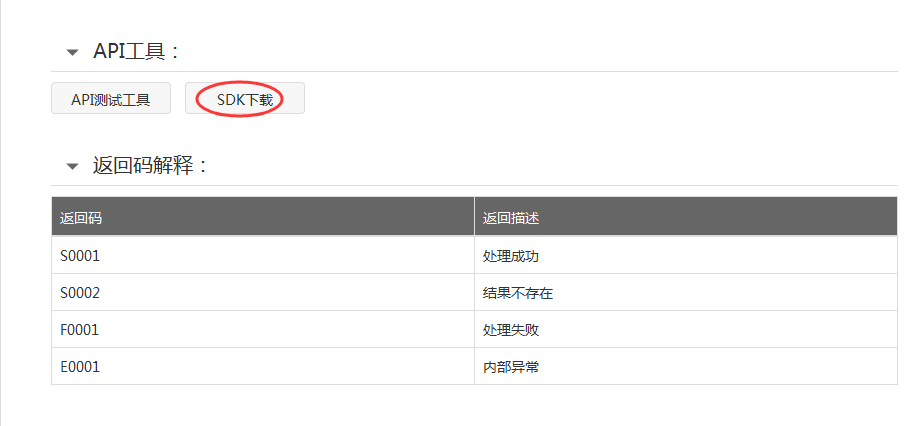 API工具：
API测试工具 SDK下载
返回码解释：
返回码 返回描述
S0001 处理成功
S0002 结果不存在
F0001 处理失败
E0001 内部异常